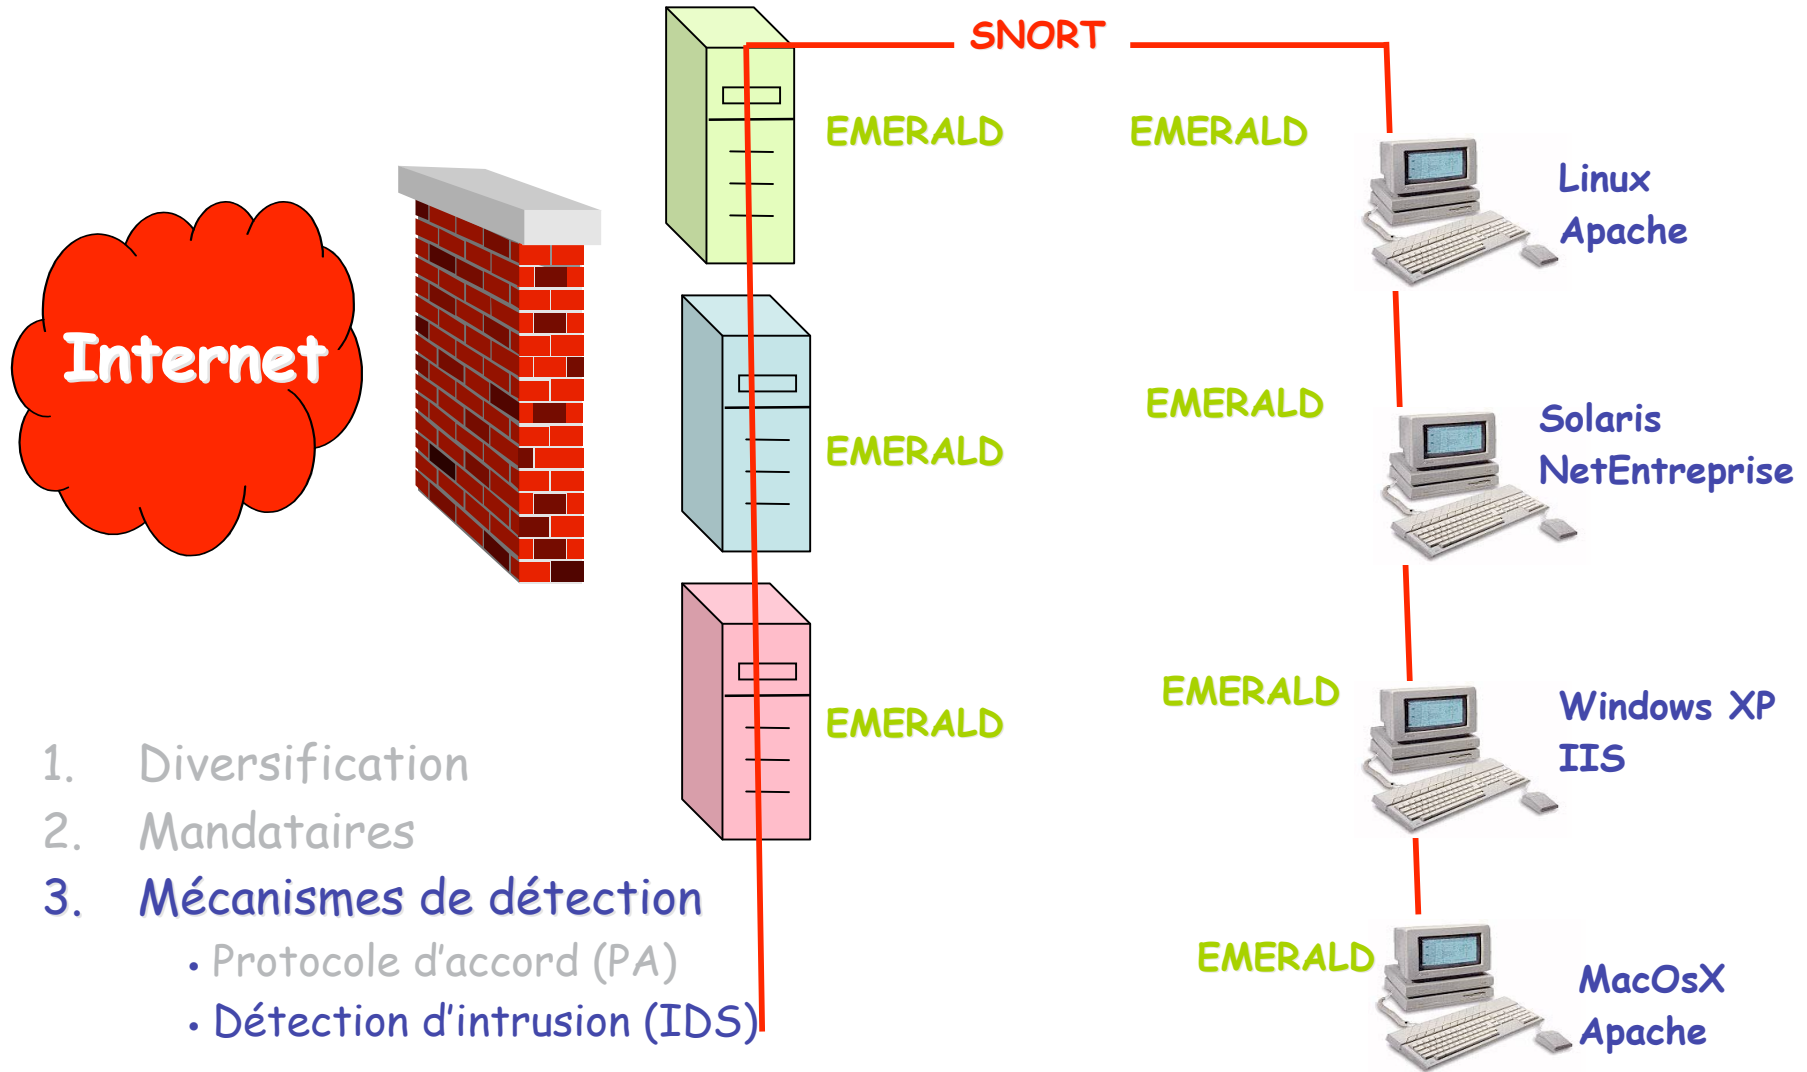 SNORT
EMERALD
EMERALD
Linux
Apache
Internet
EMERALD
Solaris
NetEntreprise
EMERALD
EMERALD
Windows XP
IIS
EMERALD
1. Diversification
2. Mandataires
3. Mécanismes de détection
• Protocole d'accord (PA)
• Détection d'intrusion (IDS)
EMERALD
MacOsX
Apache